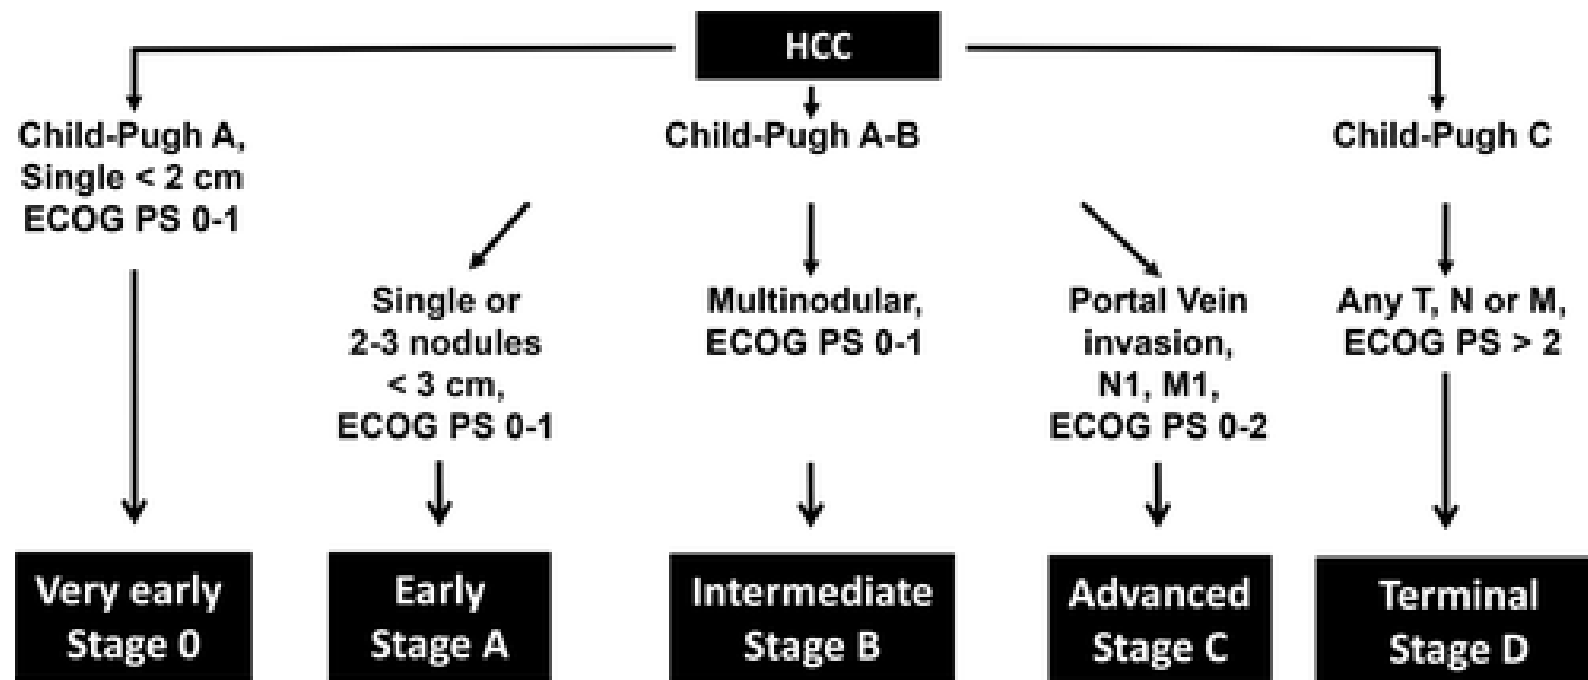 HCC
Child-Pugh A,
Single < 2 cm
ECOG PS 0-1
Child-Pugh A-B
Child-Pugh C
Single or
2-3 nodules
< 3 cm,
ECOG PS 0-1
Multinodular,
ECOG PS 0-1
Portal Vein
invasion,
N1, M1,
ECOG PS 0-2
Any T, N or M,
ECOG PS > 2
Very early
Stage 0
Early
Stage A
Intermediate
Stage B
Advanced
Stage C
Terminal
Stage D